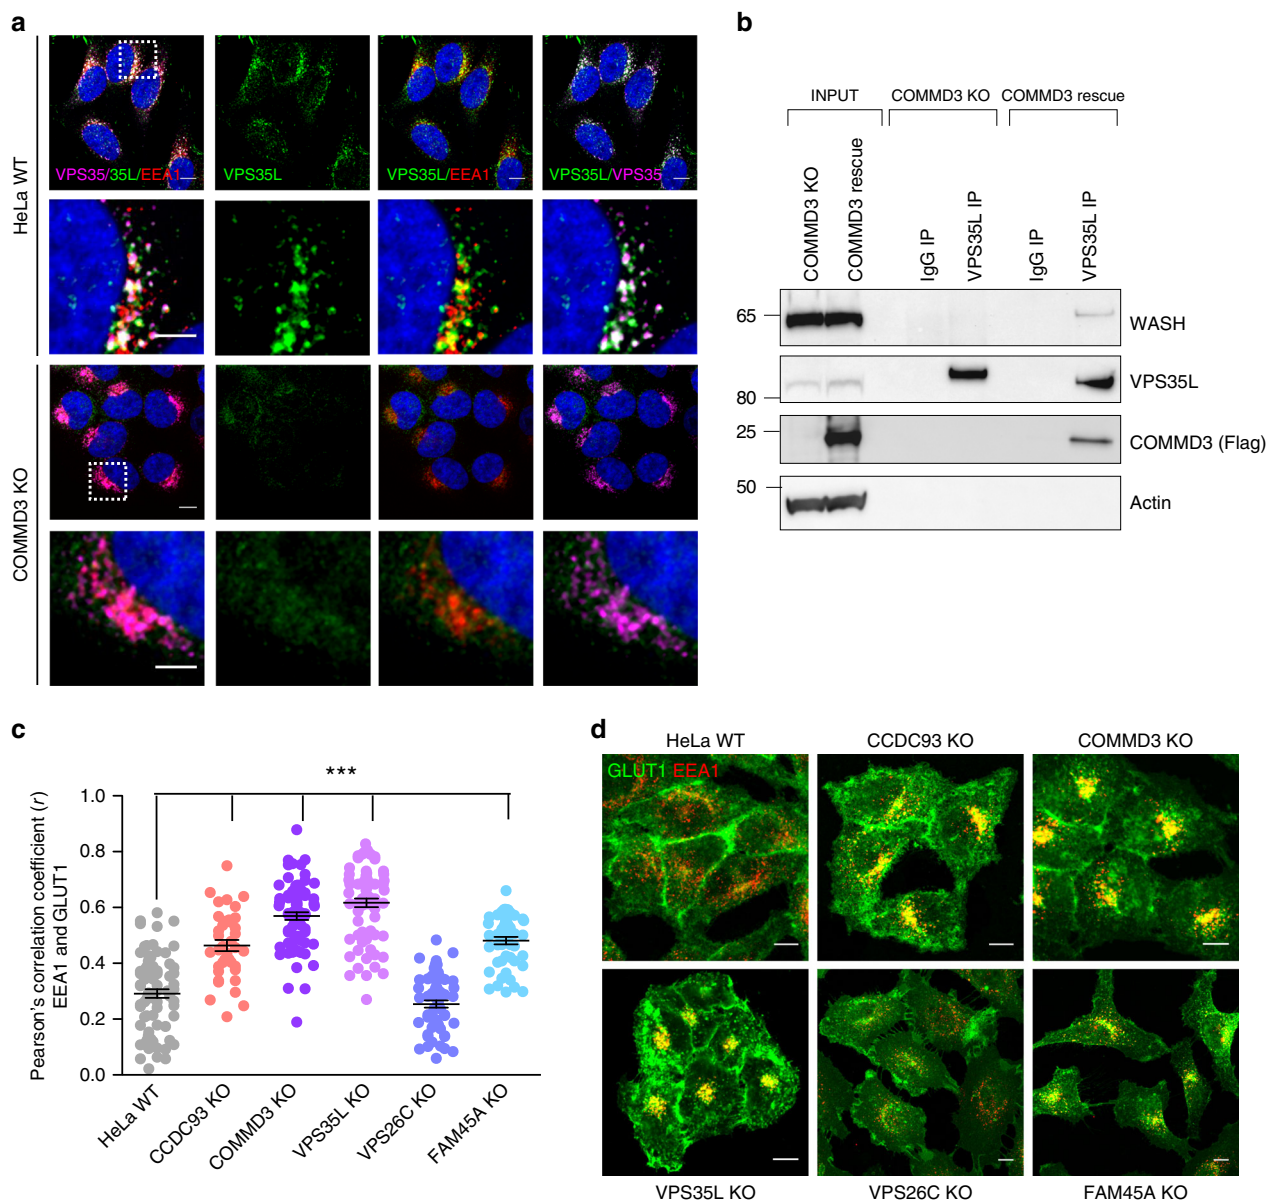 a
HeLa WT
VPS35/35L/EEA1
VPS35L
VPS35L/EEA1
VPS35L/VPS35
COMMD3 KO
b
INPUT
COMMD3 KO
COMMD3 rescue
COMMD3 KO
COMMD3 rescue
IgG IP
VPS35L IP
IgG IP
VPS35L IP
65
WASH
VPS35L
80
25
COMMD3 (Flag)
50
Actin
c
***
Pearson's correlation coefficient (r)
EEA1 and GLUT1
1.0
0.8
0.6
0.4
0.2
0.0
HeLa WT
CCDC93 KO
COMMD3 KO
VPS35L KO
VPS26C KO
FAM45A KO
d
HeLa WT
CCDC93 KO
COMMD3 KO
GLUT1 EEA1
VPS35L KO
VPS26C KO
FAM45A KO